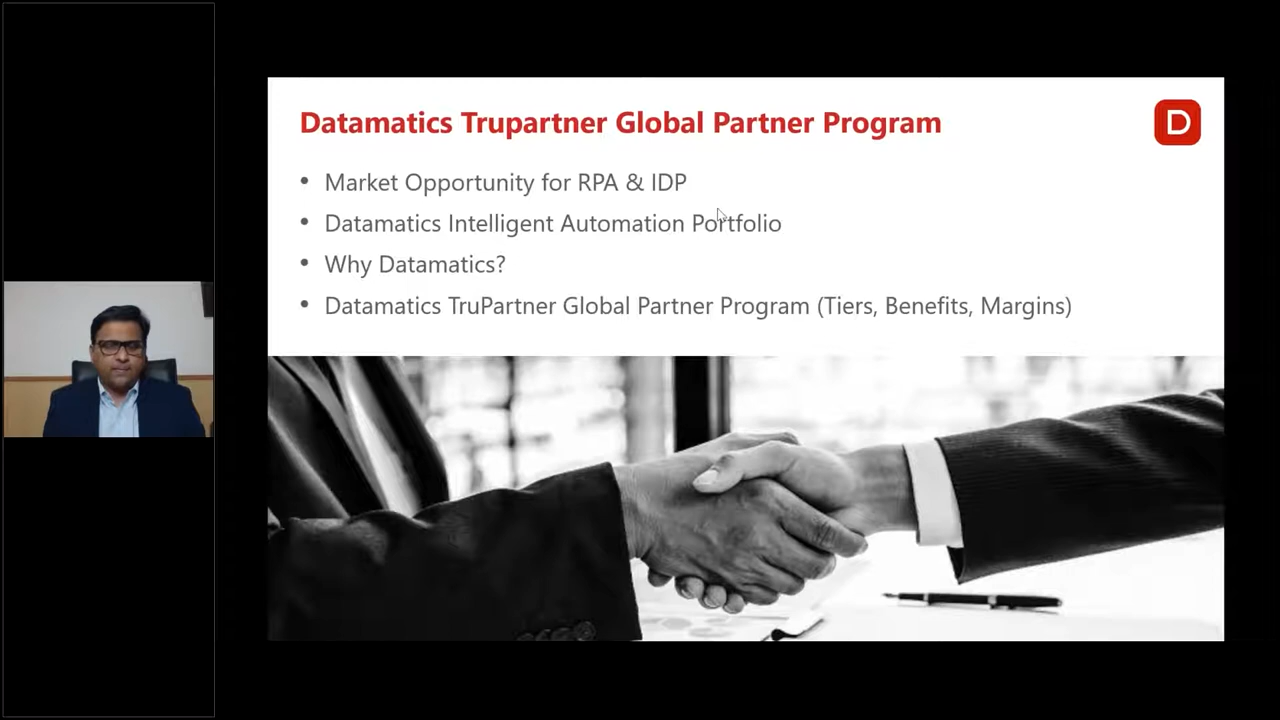 Datamatics Trupartner Global Partner Program
D
• Market Opportunity for RPA & IDP
• Datamatics Intelligent Automation Portfolio
• Why Datamatics?
• Datamatics TruPartner Global Partner Program (Tiers, Benefits, Margins)